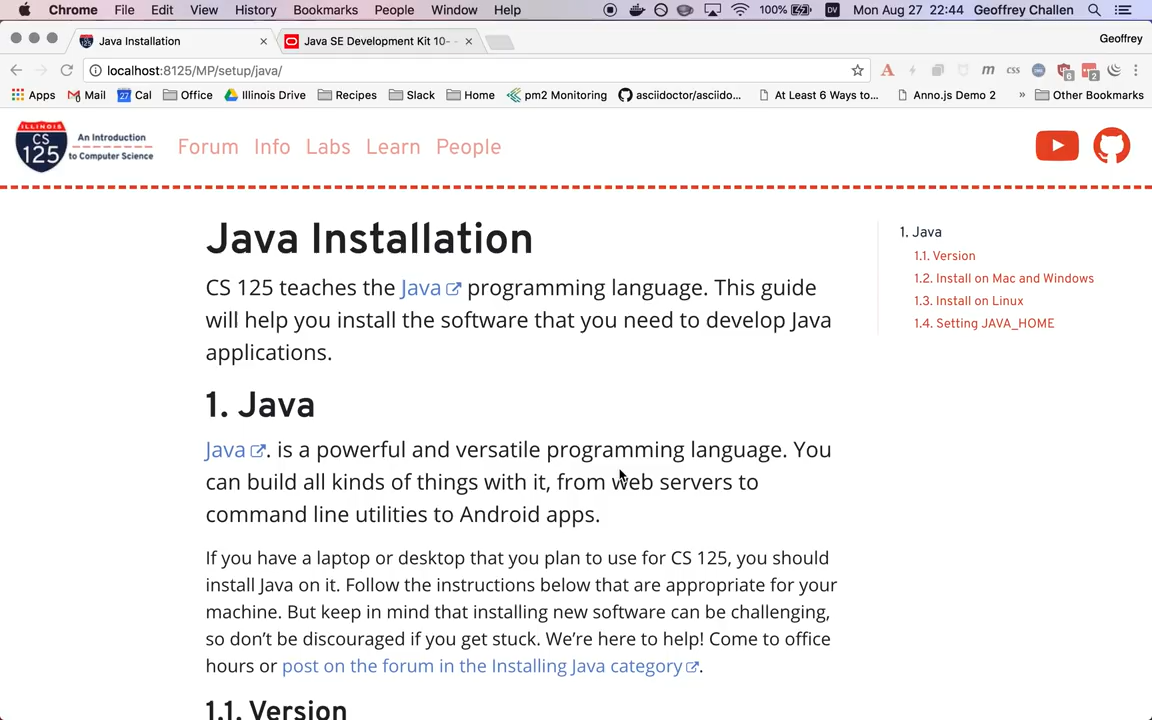 Chrome File Edit View History Bookmarks People Window Help 100% DV Mon Aug 27 22:44 Geoffrey Challen
Java Installation × Java SE Development Kit 10- - × Geoffrey
localhost:8125/MP/setup/java/ A m css 6 2
Apps Mail 27 Cal Office Illinois Drive Recipes Slack Home pm2 Monitoring asciidoctor/asciido... At Least 6 Ways to... Anno.js Demo 2 » Other Bookmarks
ILLINOIS CS 125 An Introduction to Computer Science Forum Info Labs Learn People
Java Installation
CS 125 teaches the Java programming language. This guide
will help you install the software that you need to develop Java
applications.
1. Java
Java. is a powerful and versatile programming language. You
can build all kinds of things with it, from web servers to
command line utilities to Android apps.
If you have a laptop or desktop that you plan to use for CS 125, you should
install Java on it. Follow the instructions below that are appropriate for your
machine. But keep in mind that installing new software can be challenging,
so don't be discouraged if you get stuck. We're here to help! Come to office
hours or post on the forum in the Installing Java category.
1.1. Version
1. Java
1.1. Version
1.2. Install on Mac and Windows
1.3. Install on Linux
1.4. Setting JAVA_HOME